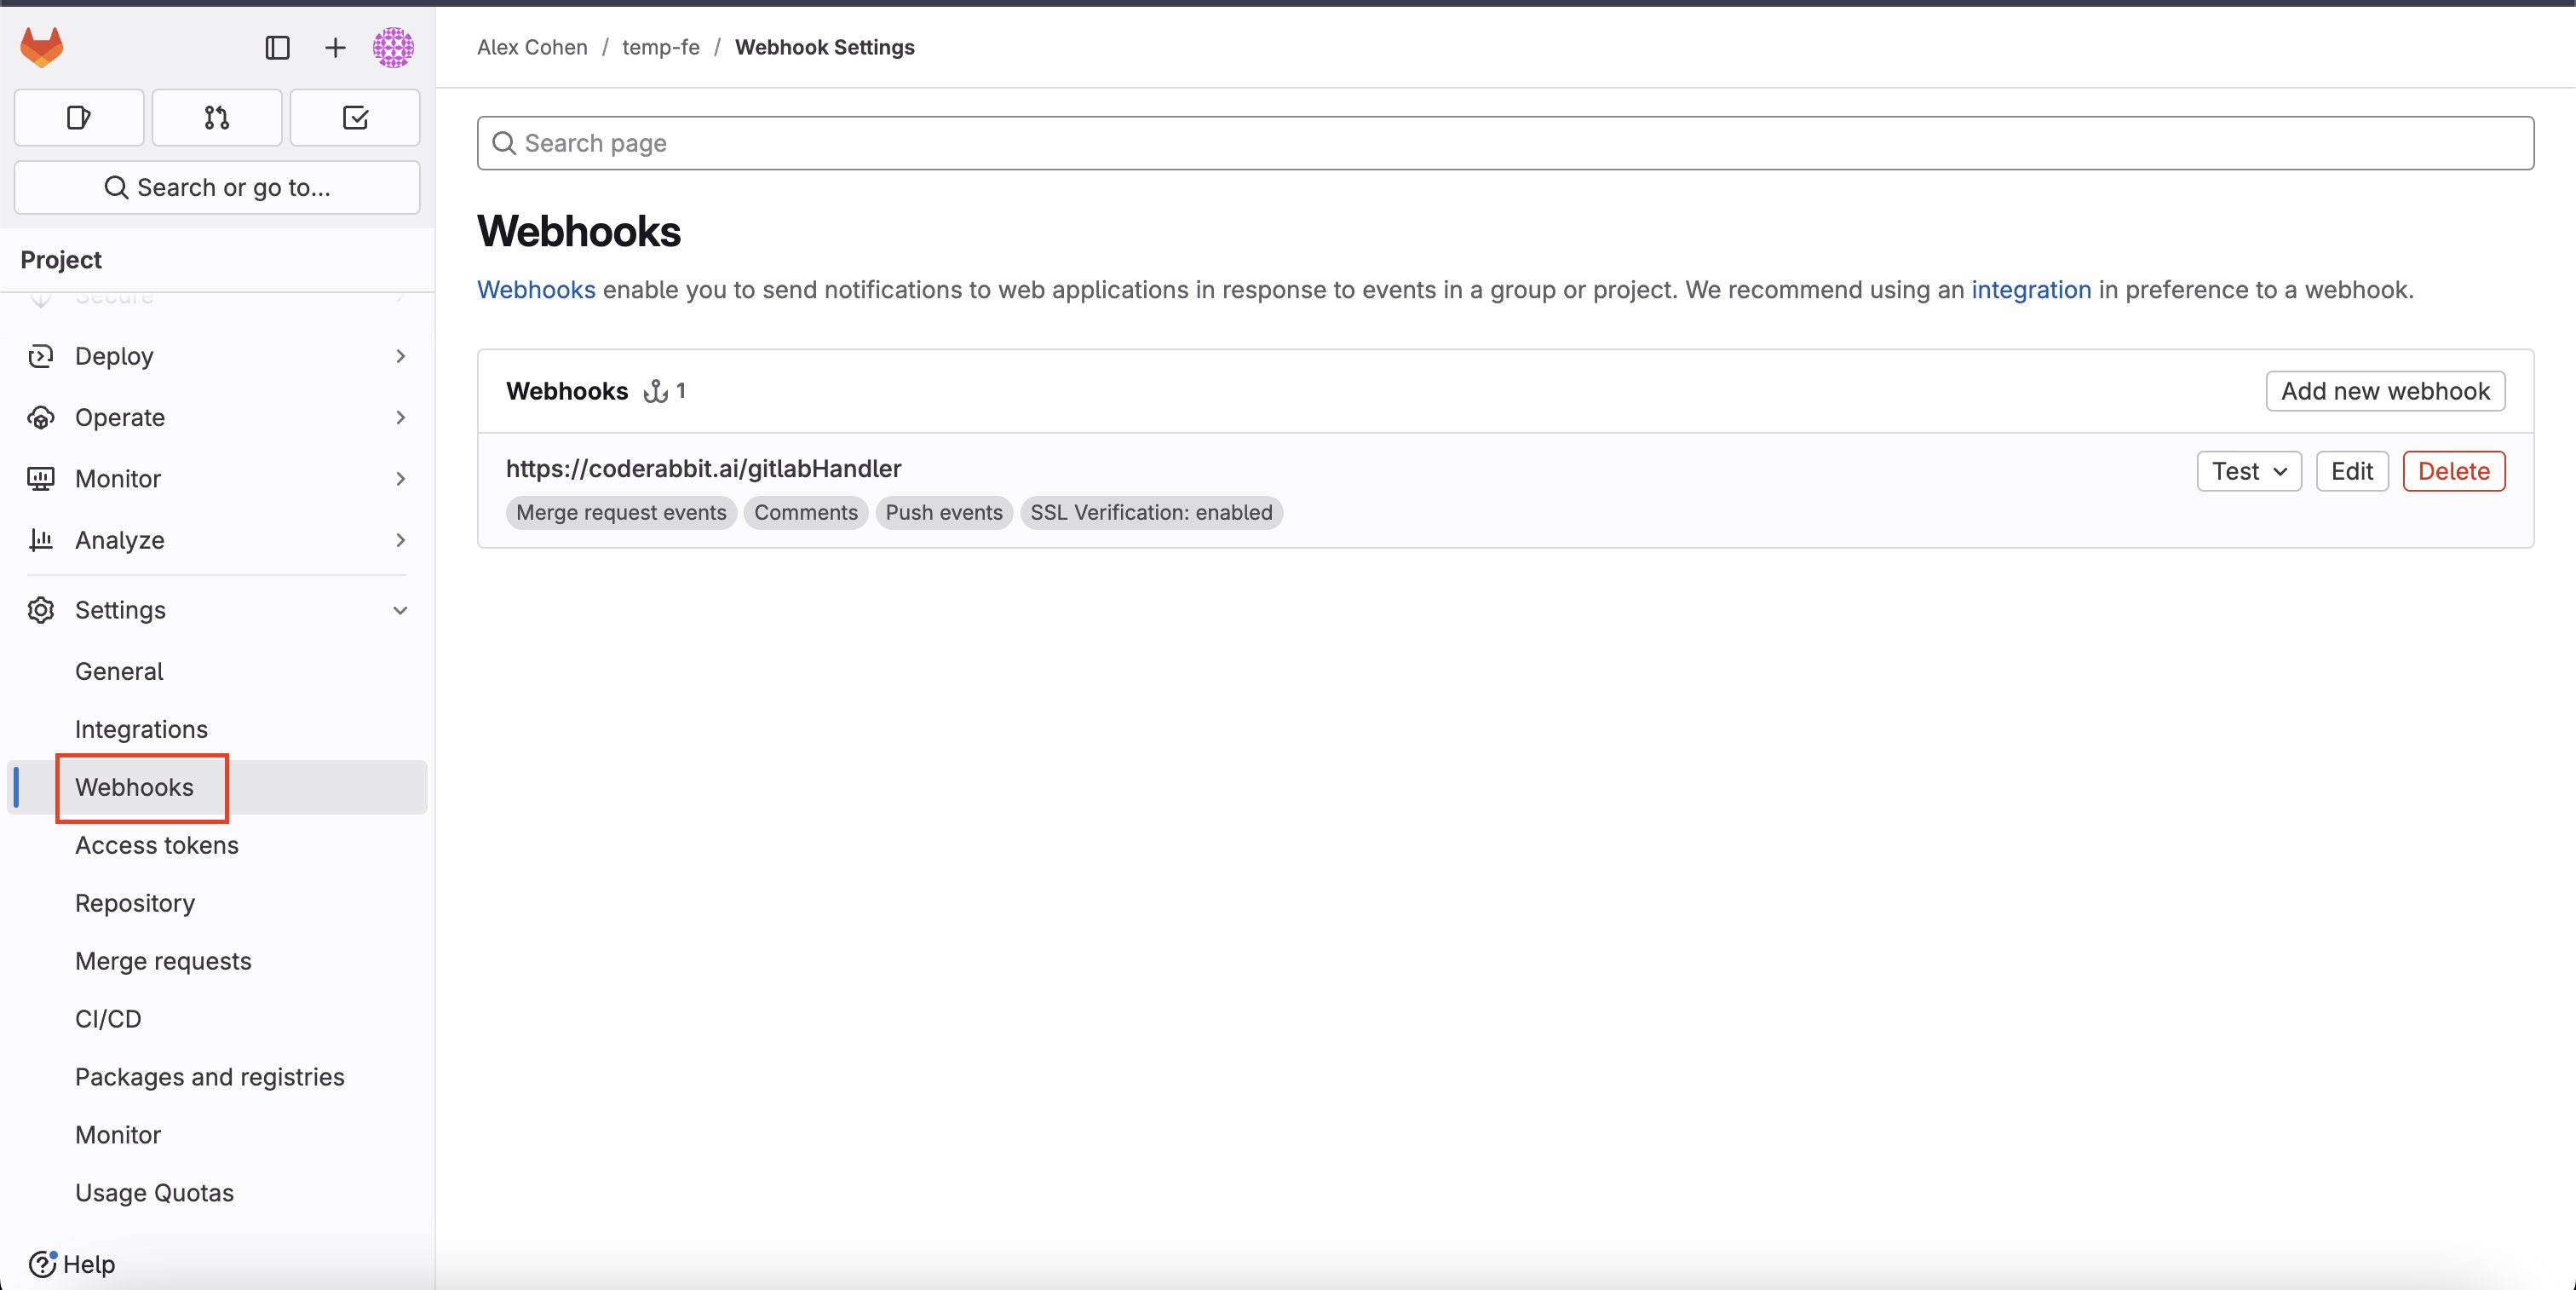 Alex Cohen / temp-fe / Webhook Settings
Search or go to...
Project
Secure
Deploy
Operate
Monitor
Analyze
Settings
General
Integrations
Webhooks
Access tokens
Repository
Merge requests
CI/CD
Packages and registries
Monitor
Usage Quotas
Help
Search page
Webhooks
Webhooks enable you to send notifications to web applications in response to events in a group or project. We recommend using an integration in preference to a webhook.
Webhooks 1
Add new webhook
https://coderabbit.ai/gitlabHandler
Test Edit Delete
Merge request events Comments Push events SSL Verification: enabled